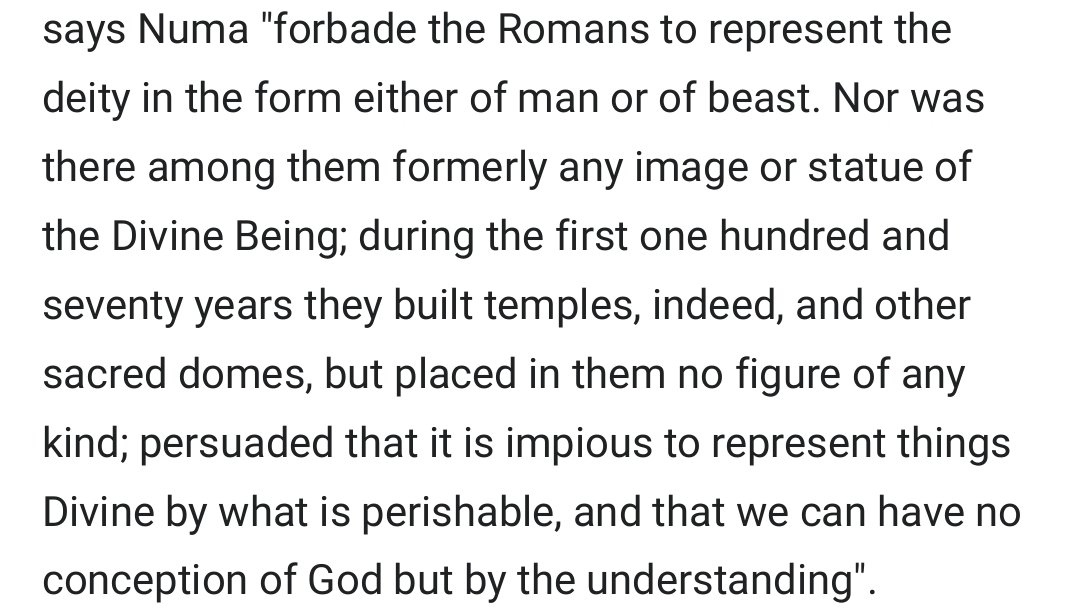 says Numa "forbade the Romans to represent the
deity in the form either of man or of beast. Nor was
there among them formerly any image or statue of
the Divine Being; during the first one hundred and
seventy years they built temples, indeed, and other
sacred domes, but placed in them no figure of any
kind; persuaded that it is impious to represent things
Divine by what is perishable, and that we can have no
conception of God but by the understanding".